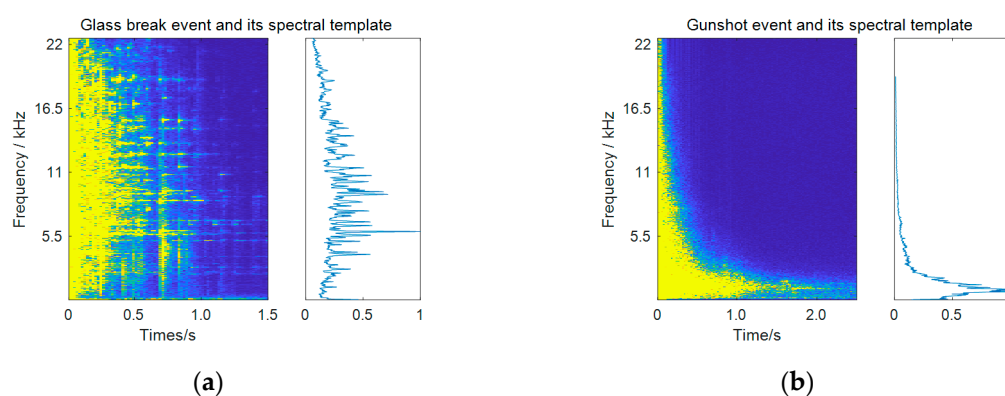 Glass break event and its spectral template
22
16.5
11
5.5
Frequency / kHz
0 0.5 1.0 1.5
Times/s
0 0.5 1
(a)
Gunshot event and its spectral template
22
16.5
11
5.5
Frequency / kHz
0 1.0 2.0
Times/s
0 0.5
(b)